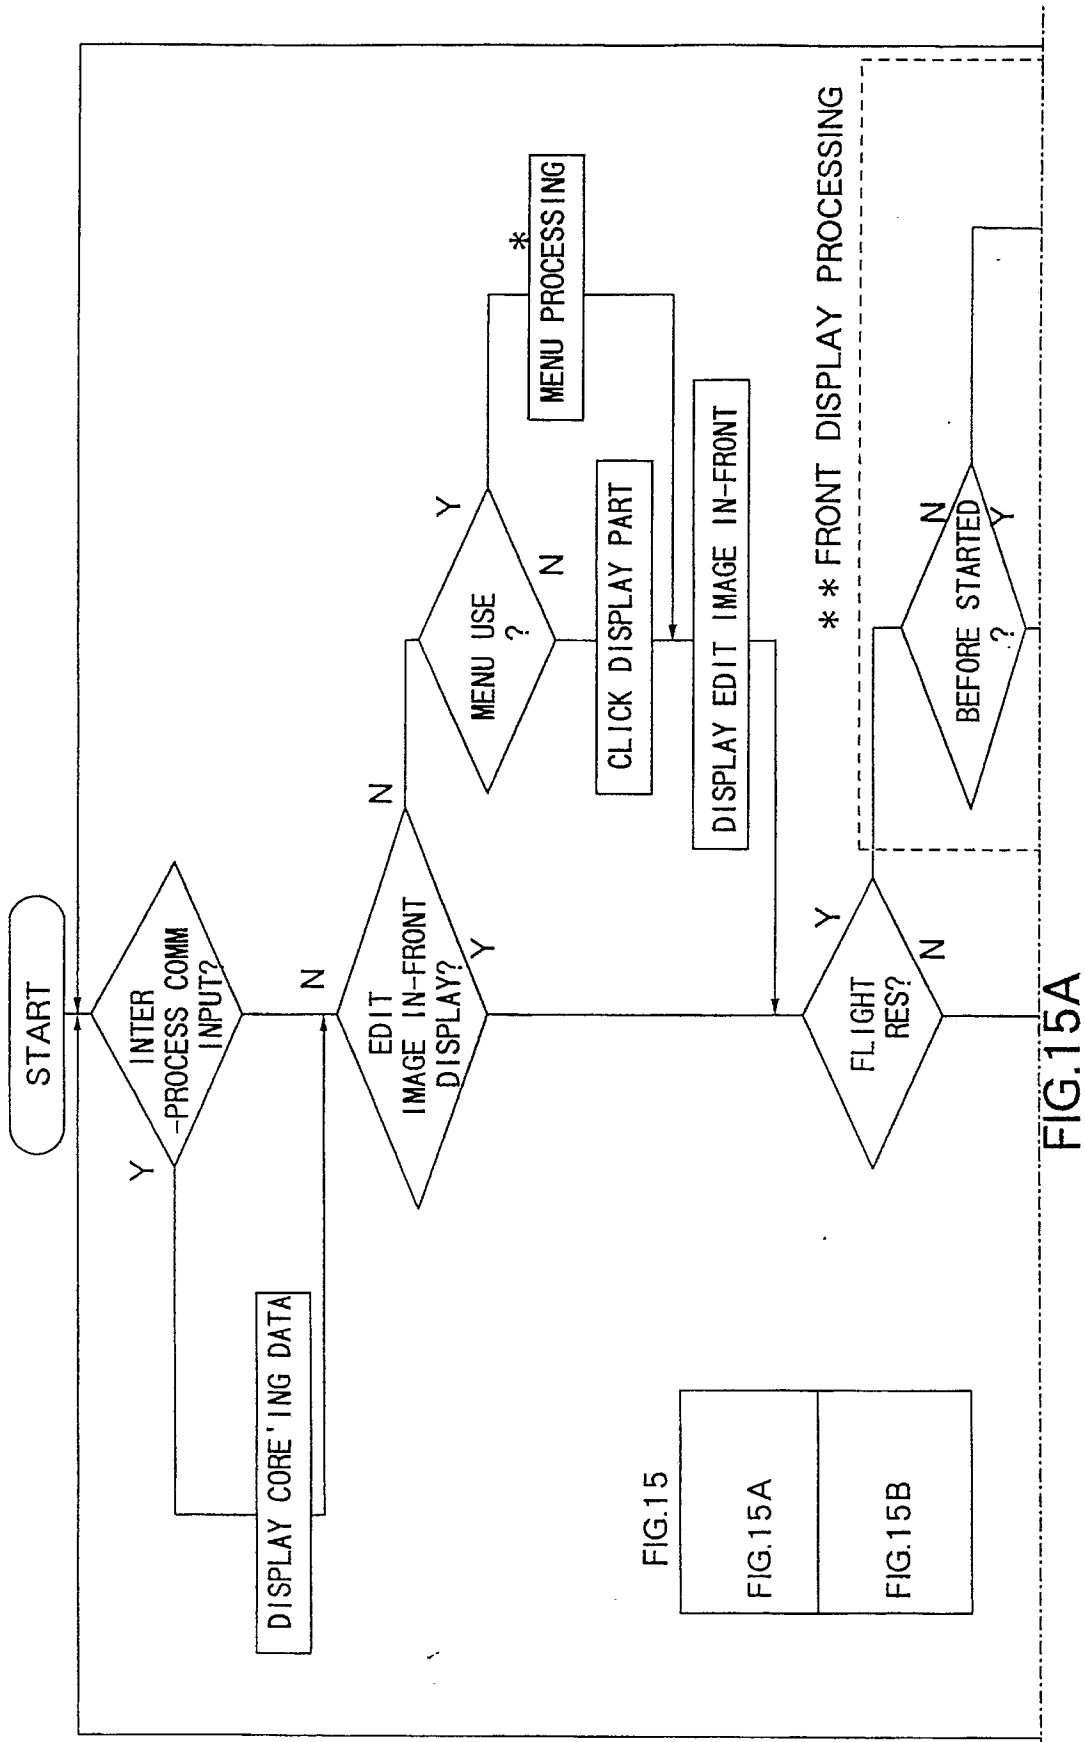 START
INTER
-PROCESS COMM
INPUT?
Y
N
DISPLAY CORE'ING DATA
EDIT
IMAGE IN-FRONT
DISPLAY?
N
Y
MENU USE
?
Y
N
*
MENU PROCESSING
CLICK DISPLAY PART
DISPLAY EDIT IMAGE IN-FRONT
FLIGHT
RES?
Y
N
**FRONT DISPLAY PROCESSING
BEFORE STARTED
?
N
Y
FIG.15
FIG.15A
FIG.15B
FIG.15A